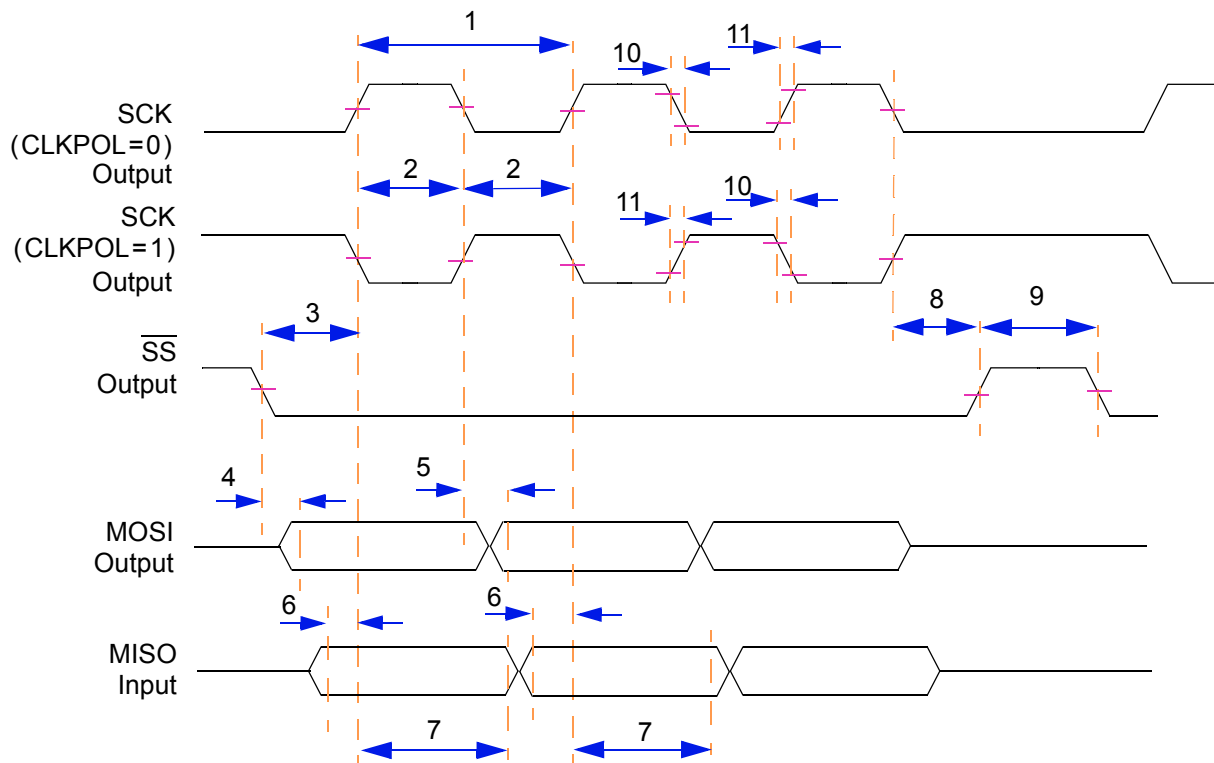 1
10
11
SCK
(CLKPOL=0)
Output
2
2
SCK
(CLKPOL=1)
Output
11
10
3
8
9
SS
Output
4
5
MOSI
Output
6
6
MISO
Input
7
7